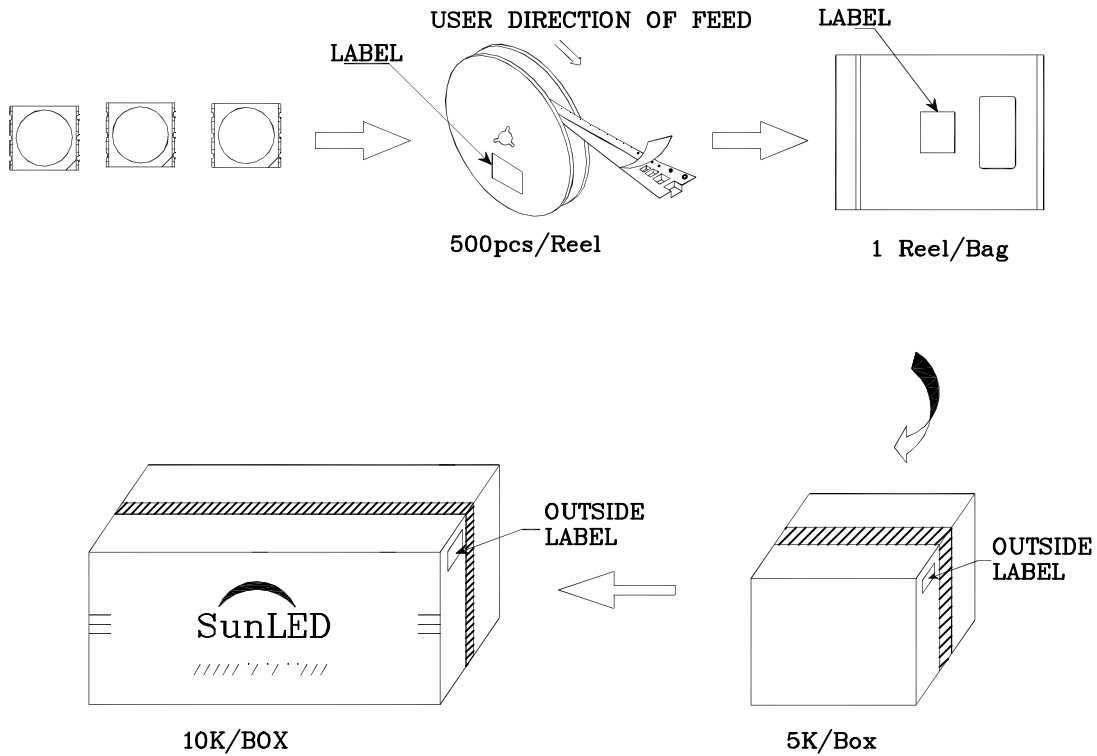 USER DIRECTION OF FEED
LABEL
LABEL
500pcs/Reel
1 Reel/Bag
OUTSIDE
LABEL
OUTSIDE
LABEL
SunLED
10K/BOX
5K/Box